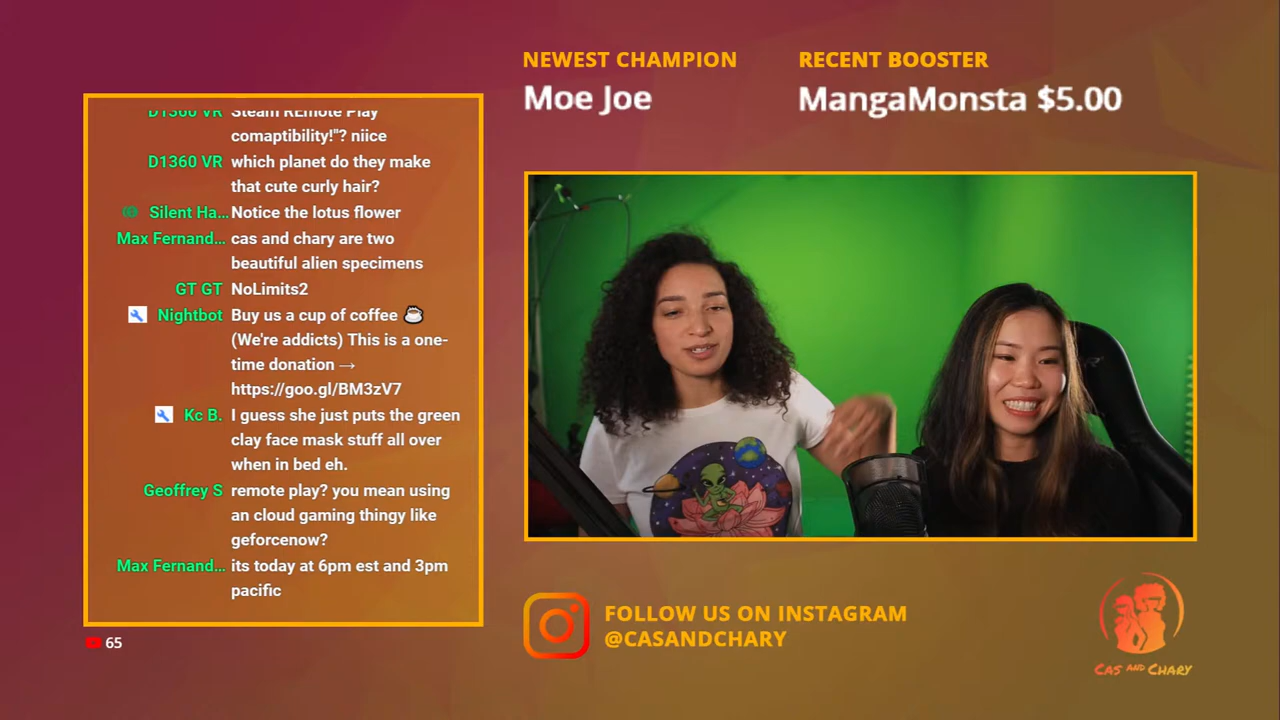 NEWEST CHAMPION
RECENT BOOSTER
Moe Joe
MangaMonsta $5.00
D1360 VR Steam REmote Play
comaptibility!"? niice
D1360 VR which planet do they make
that cute curly hair?
Silent Ha... Notice the lotus flower
Max Fernand... cas and chary are two
beautiful alien specimens
GT GT NoLimits2
Nightbot Buy us a cup of coffee ☕
(We're addicts) This is a one-
time donation →
https://goo.gl/BM3zV7
Kc B. I guess she just puts the green
clay face mask stuff all over
when in bed eh.
Geoffrey S remote play? you mean using
an cloud gaming thingy like
geforcenow?
Max Fernand... its today at 6pm est and 3pm
pacific
65
FOLLOW US ON INSTAGRAM
@CASANDCHARY
CAS AND CHARY